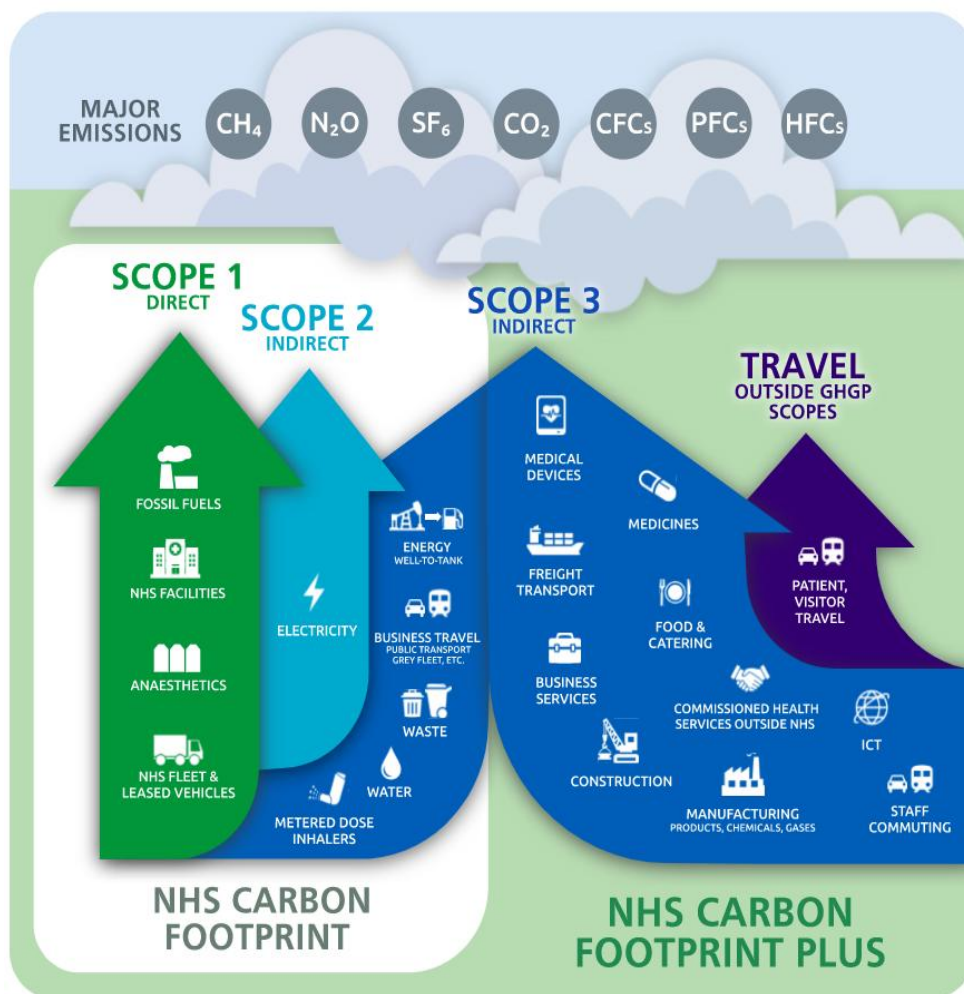 MAJOR
EMISSIONS
CH₄
N₂O
SF₆
CO₂
CFCs
PFCs
HFCs
SCOPE 1
DIRECT
SCOPE 2
INDIRECT
SCOPE 3
INDIRECT
TRAVEL
OUTSIDE GHGP
SCOPES
FOSSIL FUELS
NHS FACILITIES
ANAESTHETICS
NHS FLEET &
LEASED VEHICLES
ELECTRICITY
ENERGY
WELL-TO-TANK
BUSINESS TRAVEL
PUBLIC TRANSPORT
GREY FLEET, ETC.
WASTE
WATER
METERED DOSE
INHALERS
MEDICAL
DEVICES
MEDICINES
FREIGHT
TRANSPORT
FOOD &
CATERING
BUSINESS
SERVICES
COMMISSIONED HEALTH
SERVICES OUTSIDE NHS
CONSTRUCTION
MANUFACTURING
PRODUCTS, CHEMICALS, GASES
ICT
STAFF
COMMUTING
PATIENT,
VISITOR
TRAVEL
NHS CARBON
FOOTPRINT
NHS CARBON
FOOTPRINT PLUS